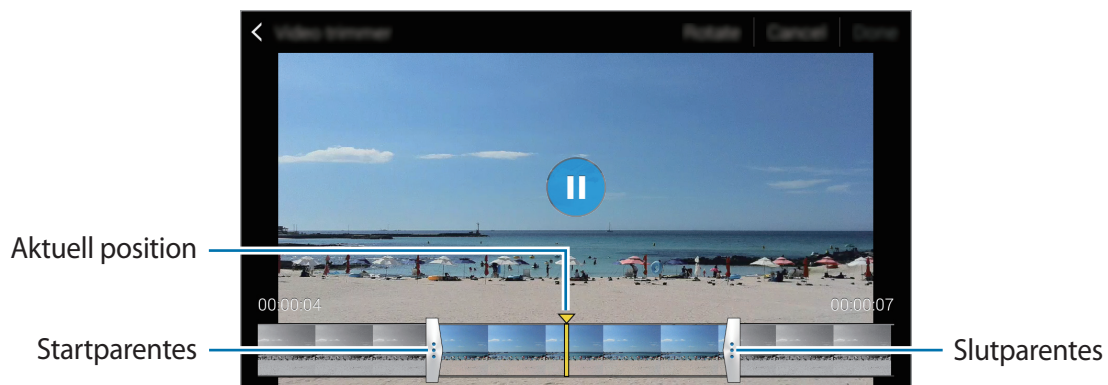 Video trimmer
Rotate
Cancel
Done
Aktuell position
00:00:04
00:00:07
Startparentes
Slutparentes